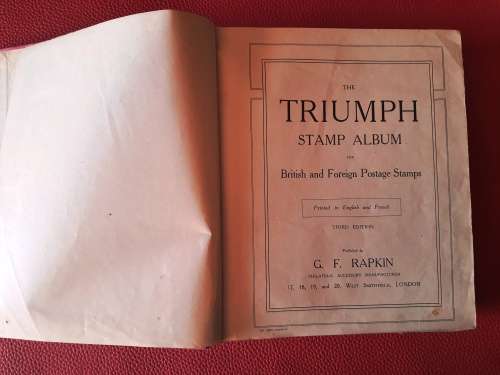 THE
TRIUMPH
STAMP ALBUM
FOR
British and Foreign Postage Stamps
Printed in English and French
THIRD EDITION
Published by
G. F. RAPKIN
PHILATELIC ACCESSORY MANUFACTURER
17, 18, 19, and 20, West Smithfield, LONDON